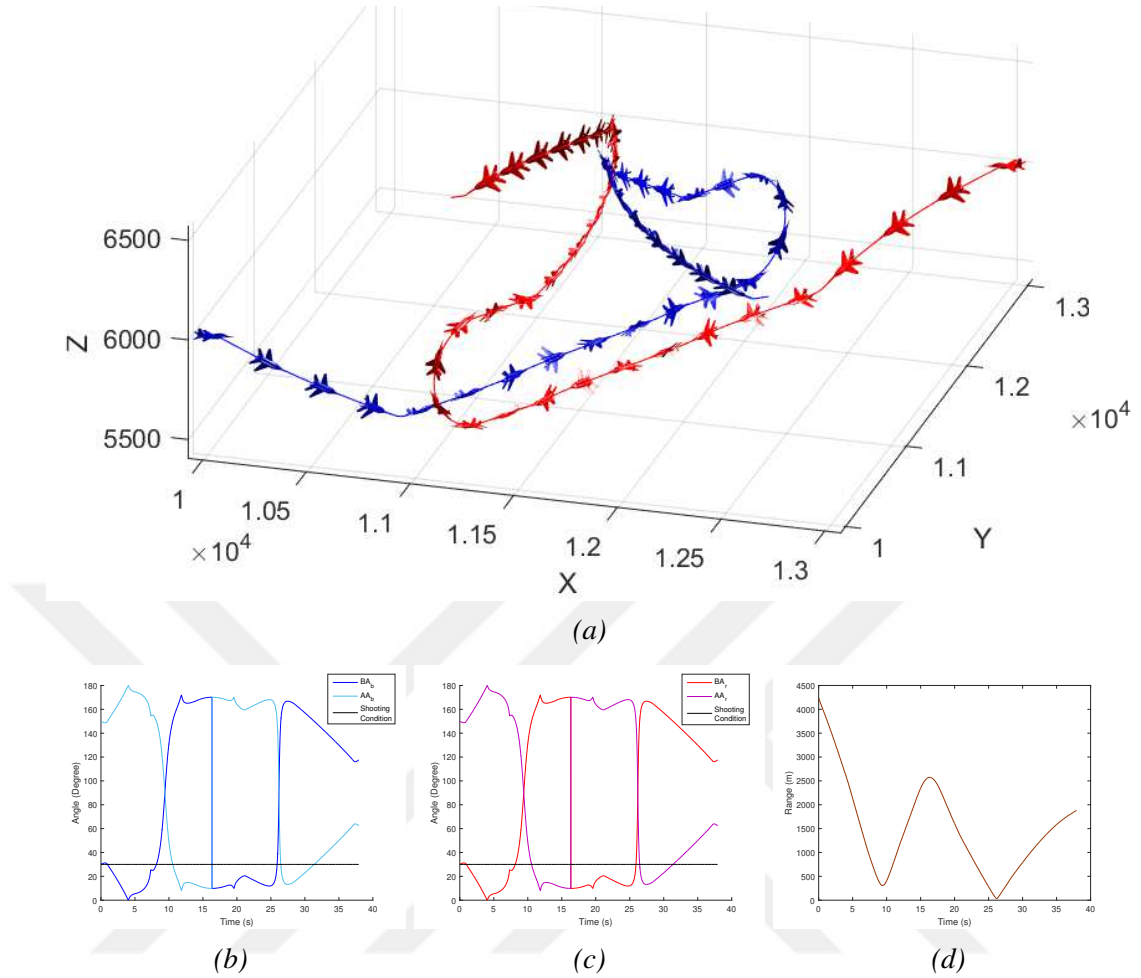 6500
6000
5500
Z
1
1.05
1.1
1.15
1.2
1.25
1.3
×10⁴
X
1
1.1
1.2
1.3
×10⁴
Y
(a)
180
160
140
120
100
80
60
40
20
0
Angle (Degree)
0 5 10 15 20 25 30 35 40
Time (s)
BA_b
AA_b
Shooting
Condition
(b)
180
160
140
120
100
80
60
40
20
0
Angle (Degree)
0 5 10 15 20 25 30 35 40
Time (s)
BA_r
AA_r
Shooting
Condition
(c)
4500
4000
3500
3000
2500
2000
1500
1000
500
0
Range (m)
0 5 10 15 20 25 30 35 40
Time (s)
(d)